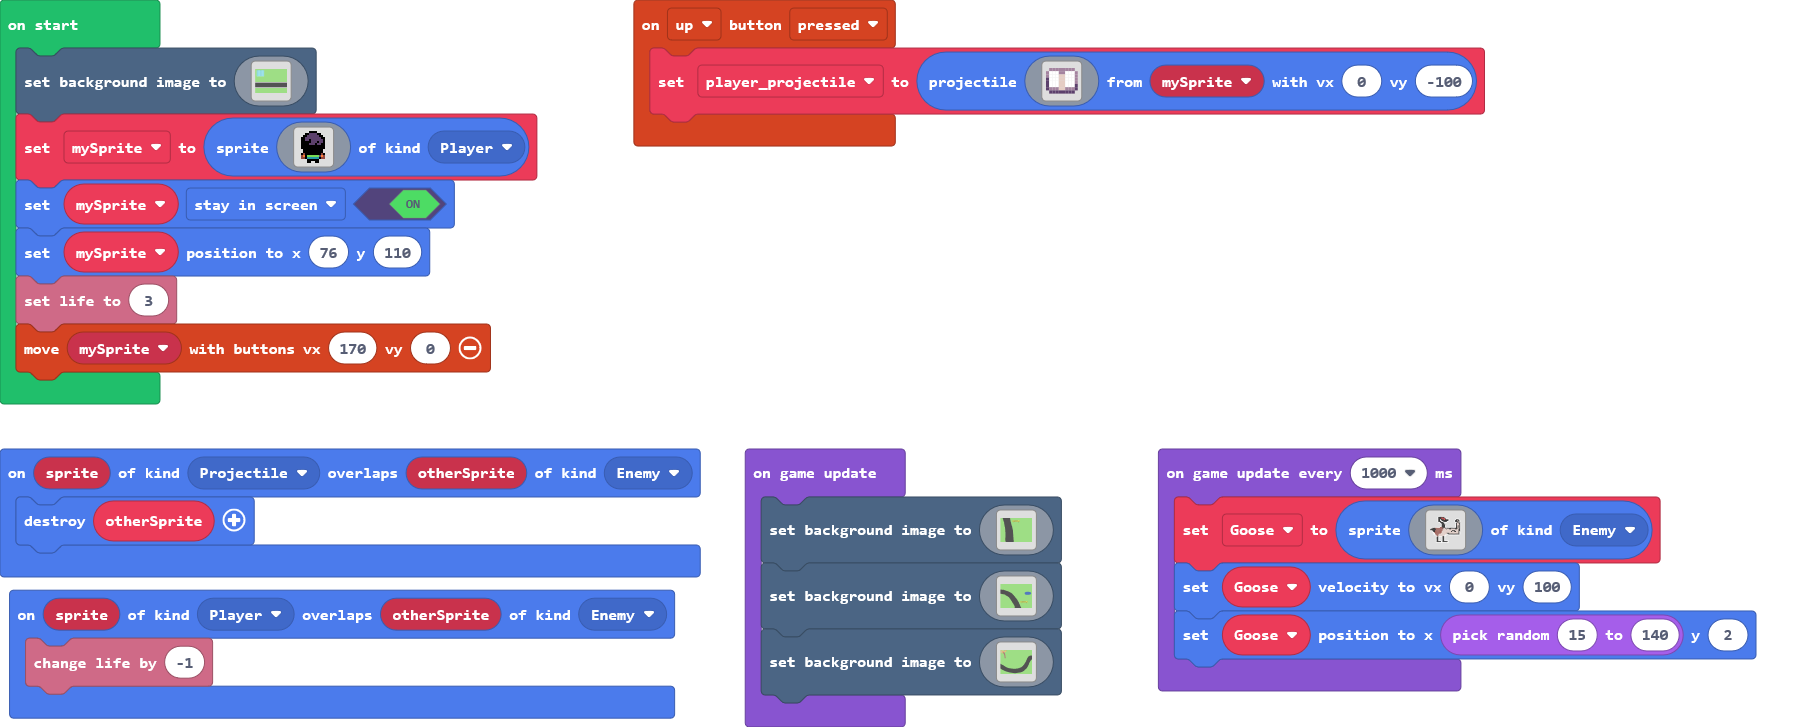 on start
set background image to
set mySprite to sprite of kind Player
set mySprite stay in screen ON
set mySprite position to x 76 y 110
set life to 3
move mySprite with buttons vx 170 vy 0
on up button pressed
set player_projectile to projectile from mySprite with vx 0 vy -100
on sprite of kind Projectile overlaps otherSprite of kind Enemy
destroy otherSprite
on sprite of kind Player overlaps otherSprite of kind Enemy
change life by -1
on game update
set background image to
set background image to
set background image to
on game update every 1000 ms
set Goose to sprite of kind Enemy
set Goose velocity to vx 0 vy 100
set Goose position to x pick random 15 to 140 y 2